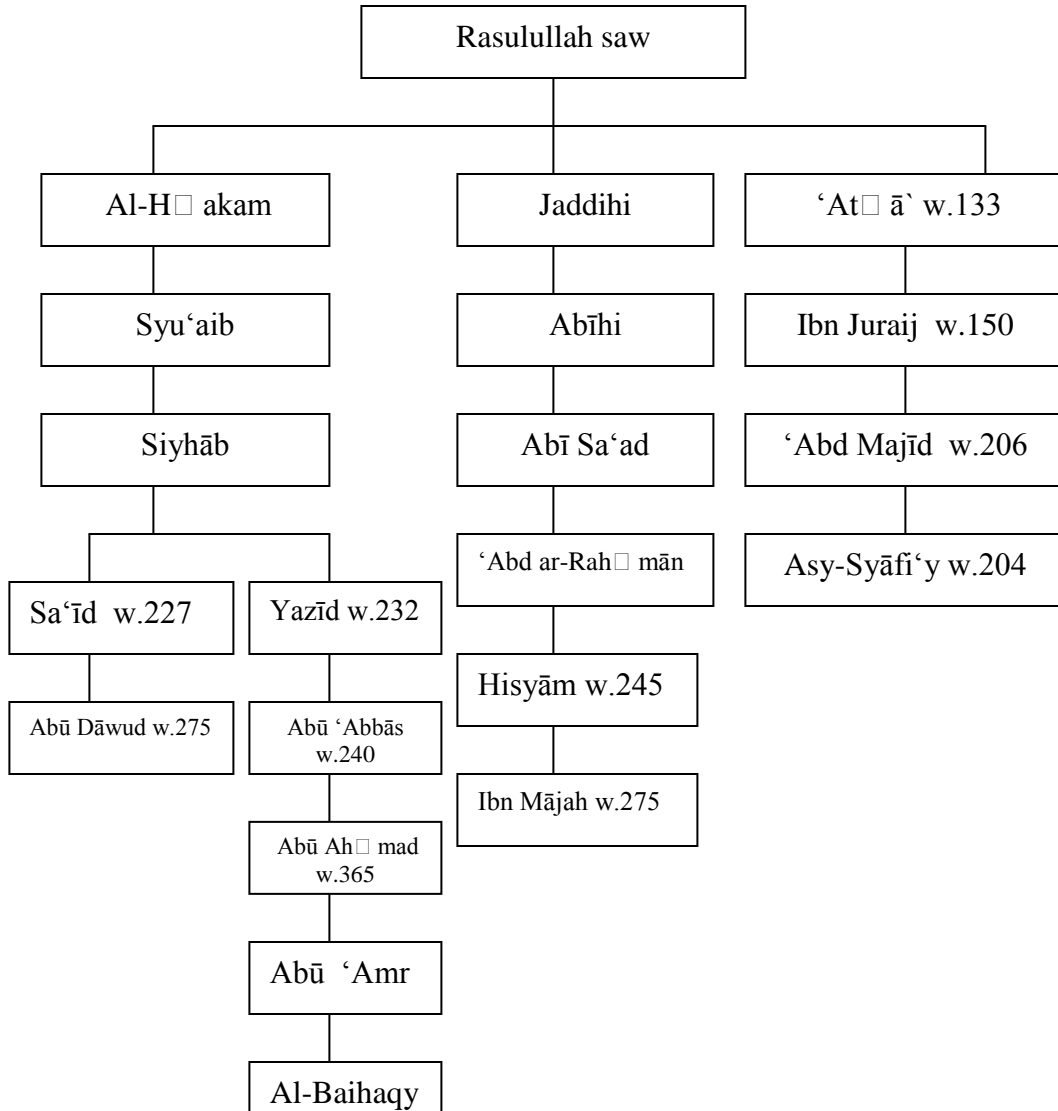 Rasulullah saw
Al-H□ akam
Jaddihi
‘At□ ā` w.133
Syu‘aib
Abīhi
Ibn Juraij w.150
Siyhāb
Abī Sa‘ad
‘Abd Majīd w.206
‘Abd ar-Rah□ mān
Asy-Syāfi‘y w.204
Sa‘īd w.227
Yazīd w.232
Hisyām w.245
Abū Dāwud w.275
Abū ‘Abbās
w.240
Ibn Mājah w.275
Abū Ah□ mad
w.365
Abū ‘Amr
Al-Baihaqy